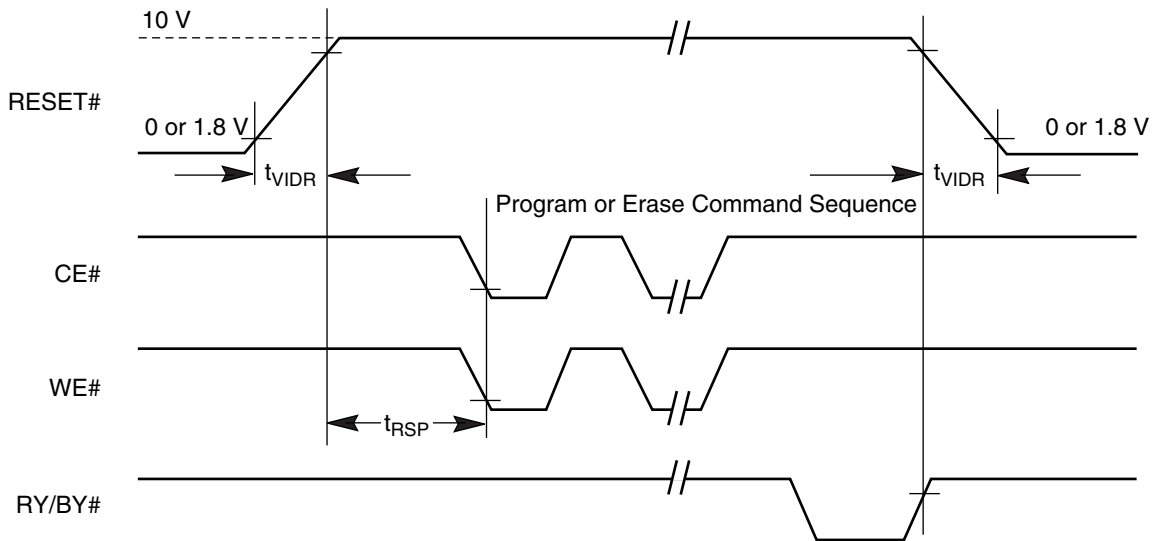 10 V
RESET#
0 or 1.8 V
0 or 1.8 V
tVIDR
tVIDR
Program or Erase Command Sequence
CE#
WE#
tRSP
RY/BY#